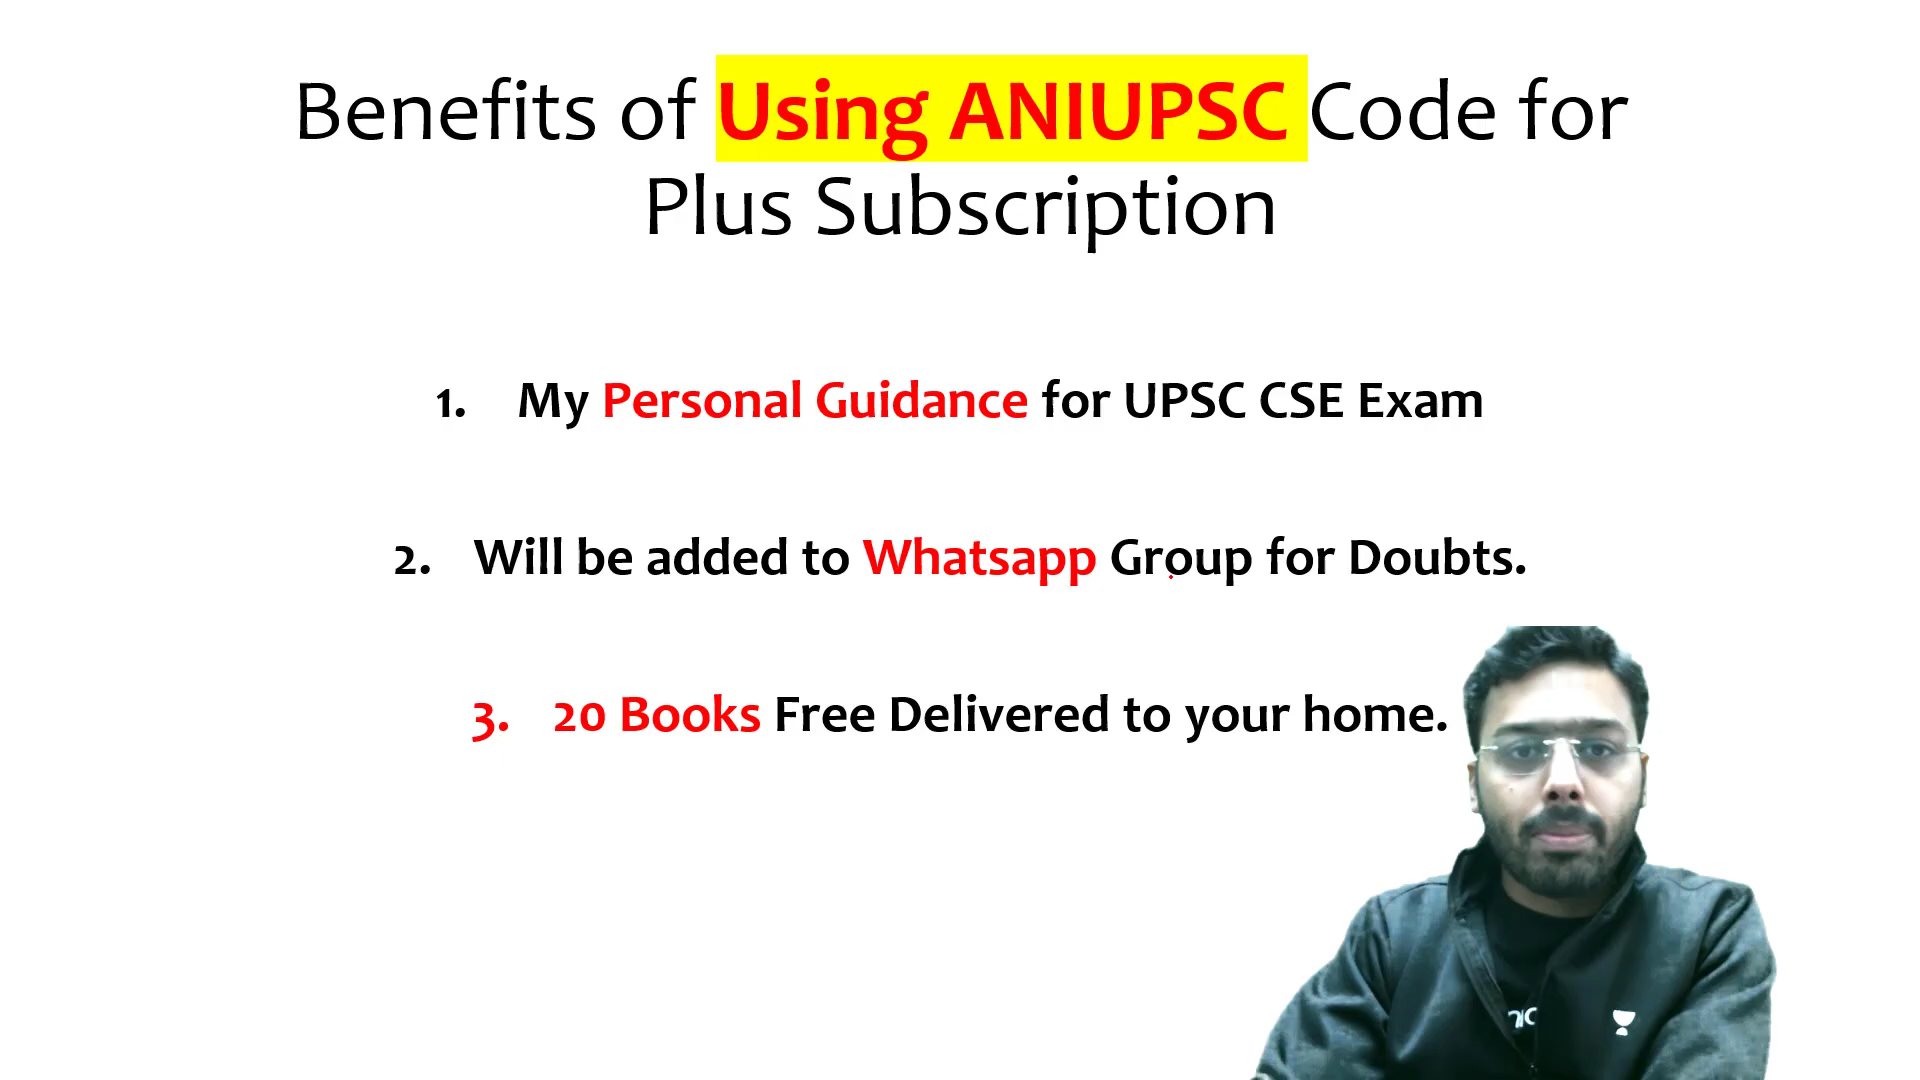 Benefits of Using ANIUPSC Code for
Plus Subscription
1. My Personal Guidance for UPSC CSE Exam
2. Will be added to Whatsapp Group for Doubts.
3. 20 Books Free Delivered to your home.